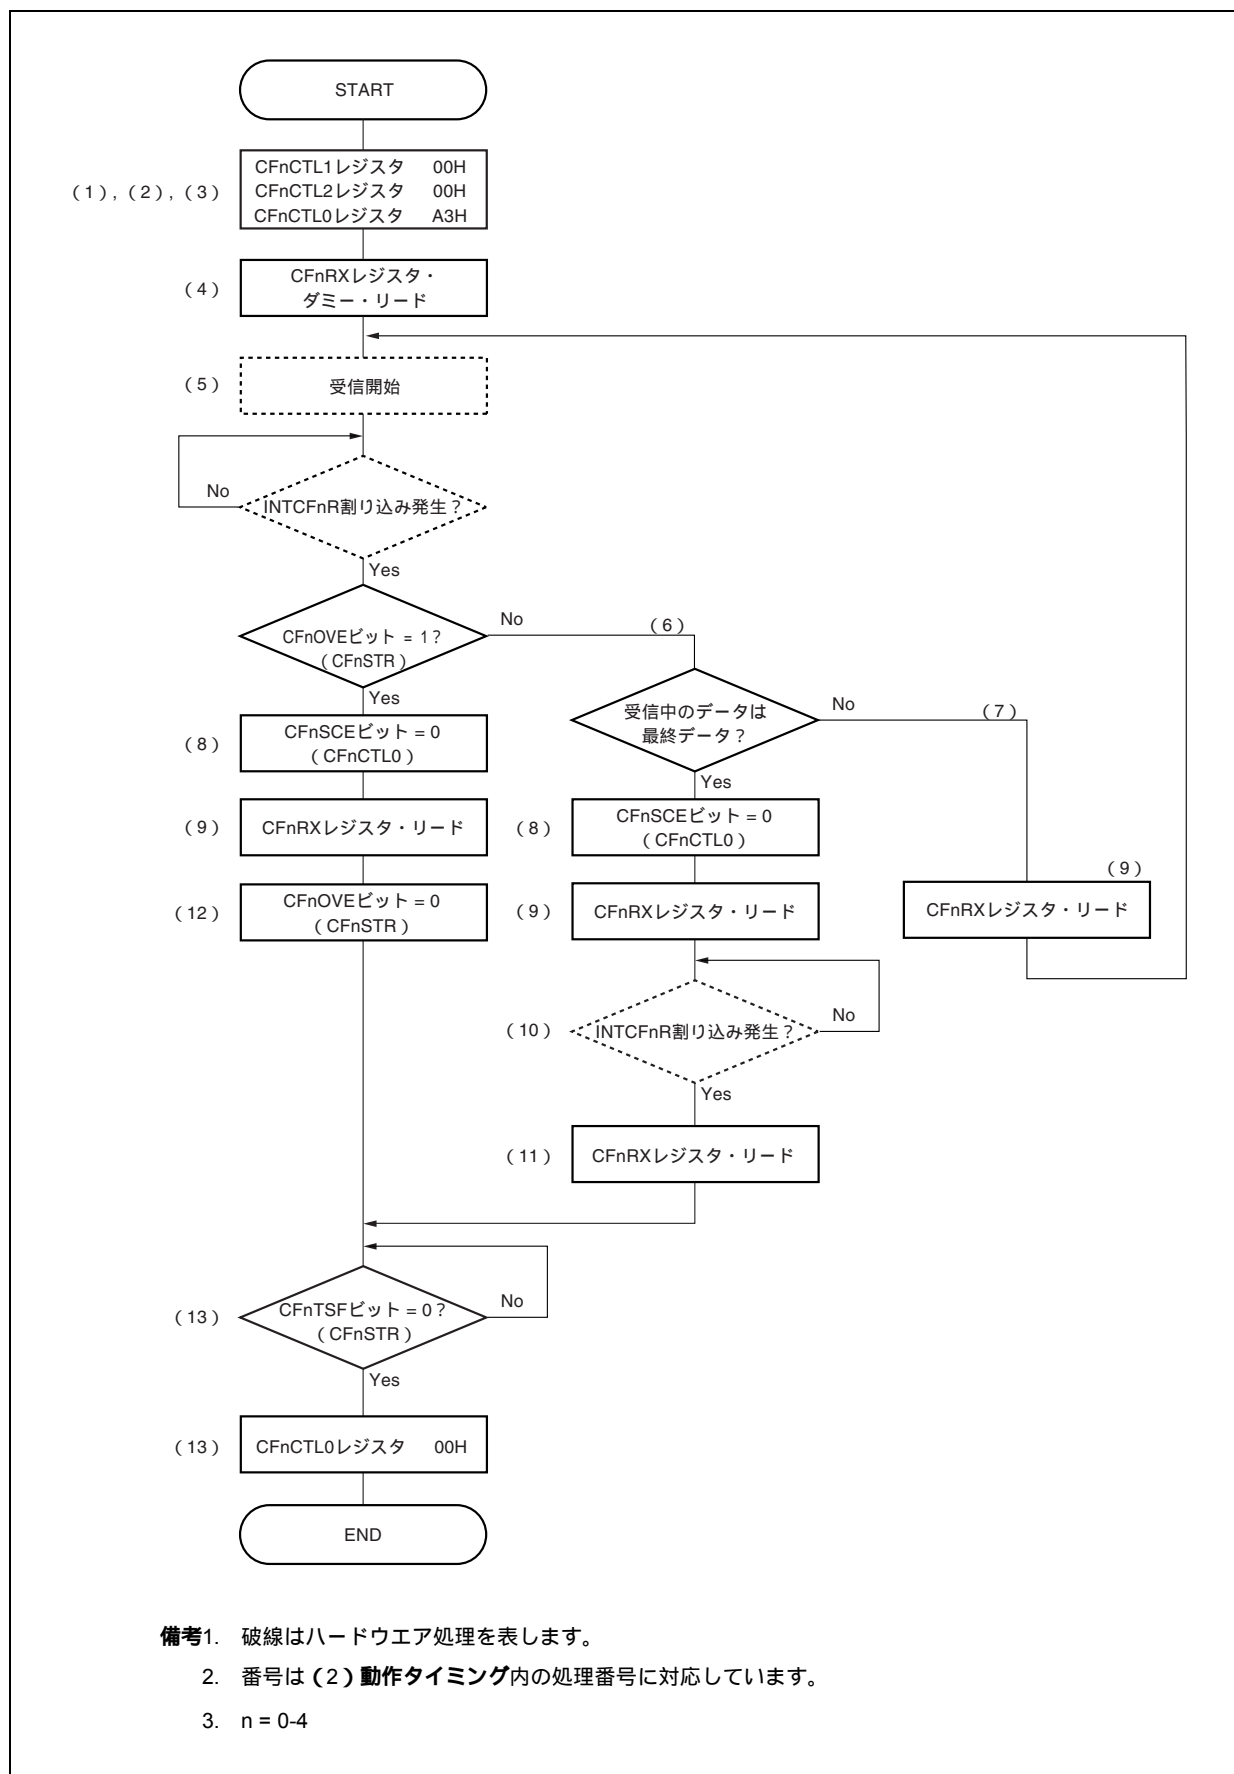 START
(1), (2), (3)
CFnCTL1レジスタ 00H
CFnCTL2レジスタ 00H
CFnCTL0レジスタ A3H
(4)
CFnRXレジスタ・
ダミー・リード
(5)
受信開始
No
INTCFnR割り込み発生？
Yes
CFnOVEビット = 1？
(CFnSTR)
No
(6)
Yes
受信中のデータは
最終データ？
No
(7)
Yes
(8)
CFnSCEビット = 0
(CFnCTL0)
(8)
CFnSCEビット = 0
(CFnCTL0)
(9)
CFnRXレジスタ・リード
(9)
CFnRXレジスタ・リード
(9)
CFnRXレジスタ・リード
(12)
CFnOVEビット = 0
(CFnSTR)
(10)
INTCFnR割り込み発生？
No
Yes
(11)
CFnRXレジスタ・リード
(13)
CFnTSFビット = 0？
(CFnSTR)
No
Yes
(13)
CFnCTL0レジスタ 00H
END
備考1. 破線はハードウエア処理を表します。
2. 番号は(2)動作タイミング内の処理番号に対応しています。
3. n = 0-4